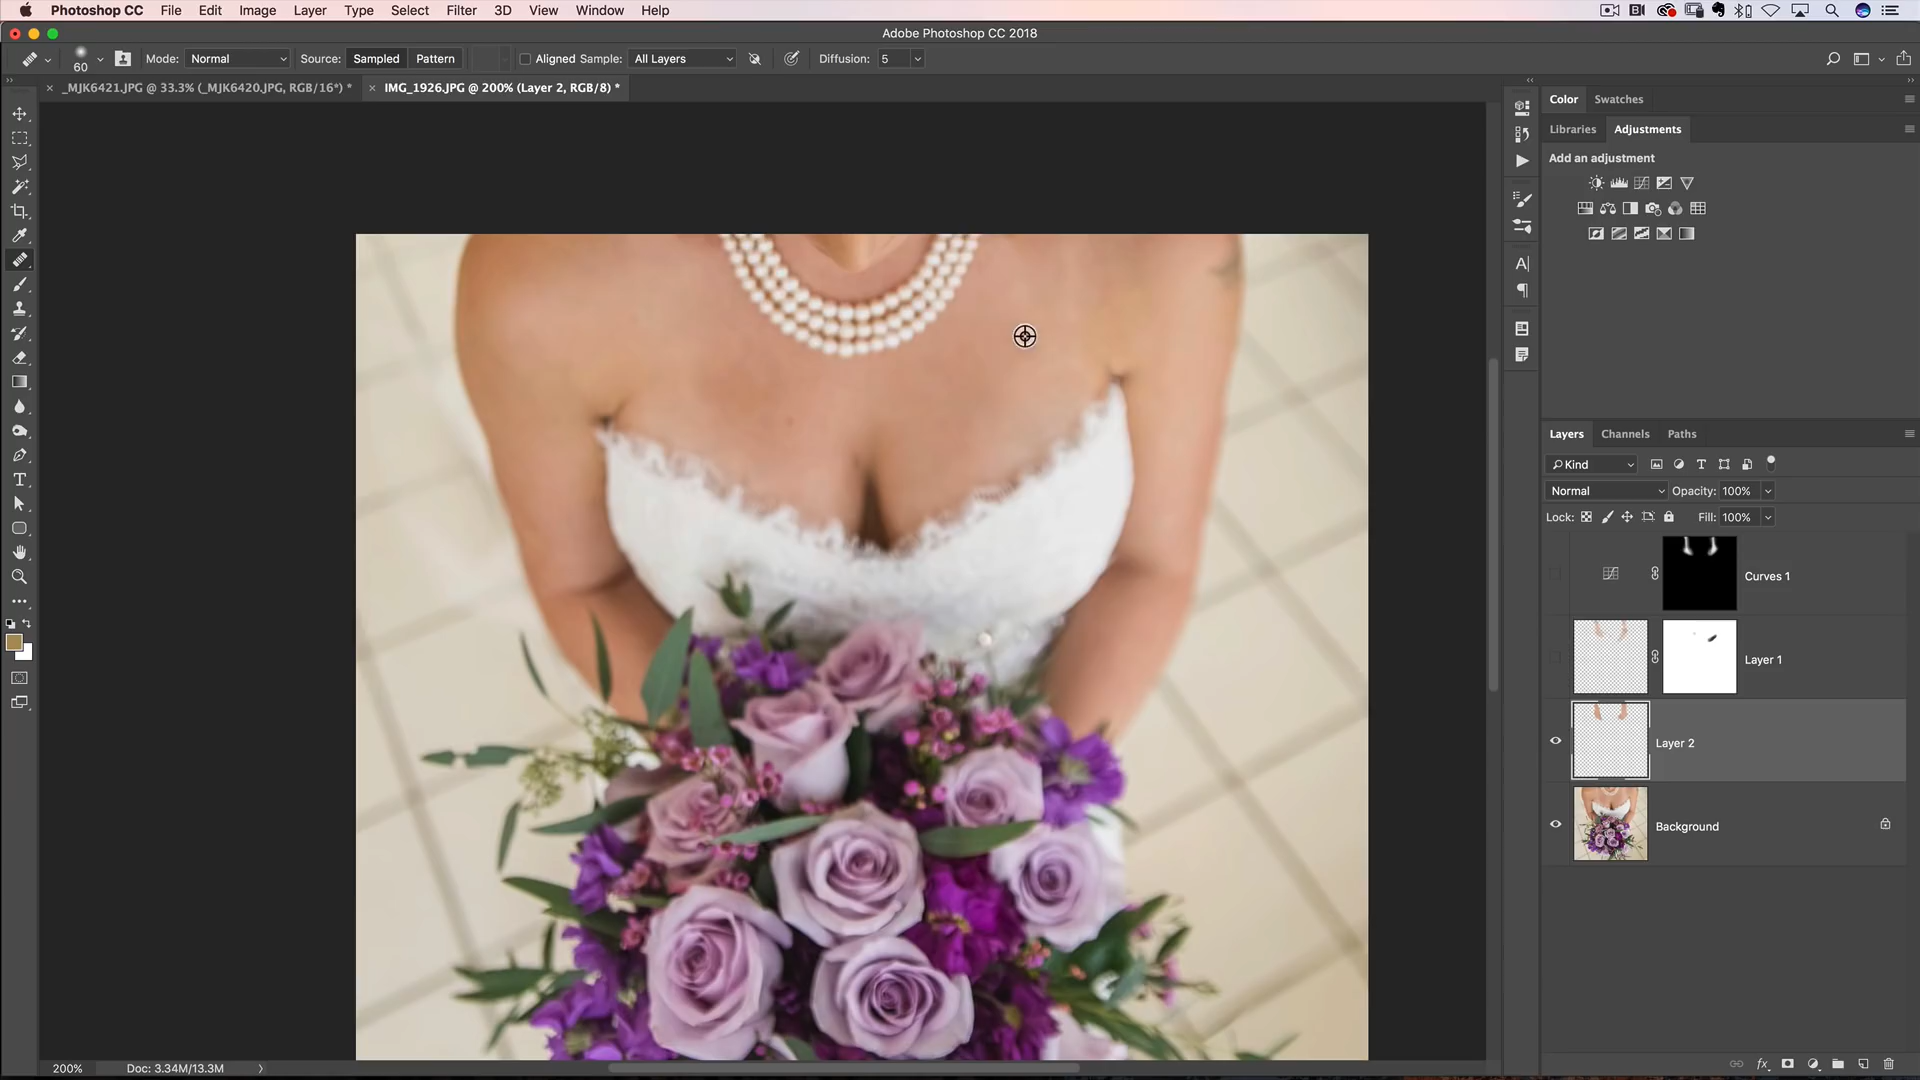 Photoshop CC File Edit Image Layer Type Select Filter 3D View Window Help
Adobe Photoshop CC 2018
60 Mode: Normal Source: Sampled Pattern Aligned Sample: All Layers Diffusion: 5
_MJK6421.JPG @ 33.3% (_MJK6420.JPG, RGB/16*) * IMG_1926.JPG @ 200% (Layer 2, RGB/8) *
Color Swatches
Libraries Adjustments
Add an adjustment
Layers Channels Paths
Kind
Normal Opacity: 100%
Lock: Fill: 100%
Curves 1
Layer 1
Layer 2
Background
200% Doc: 3.34M/13.3M